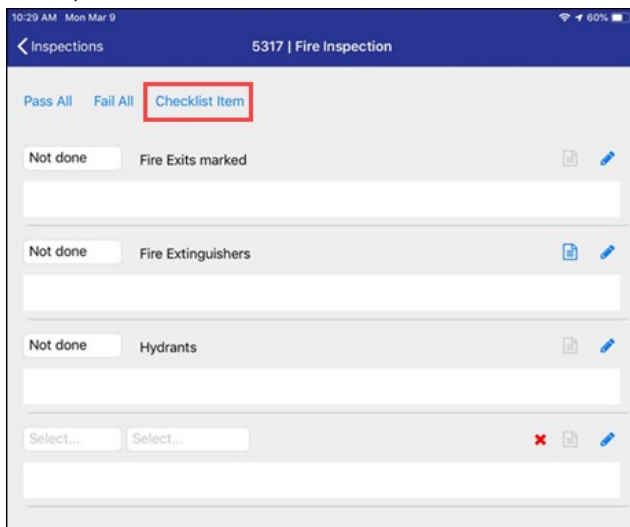 10:29 AM Mon Mar 9 60%
Inspections 5317 | Fire Inspection
Pass All Fail All Checklist Item
Not done Fire Exits marked
Not done Fire Extinguishers
Not done Hydrants
Select... Select...